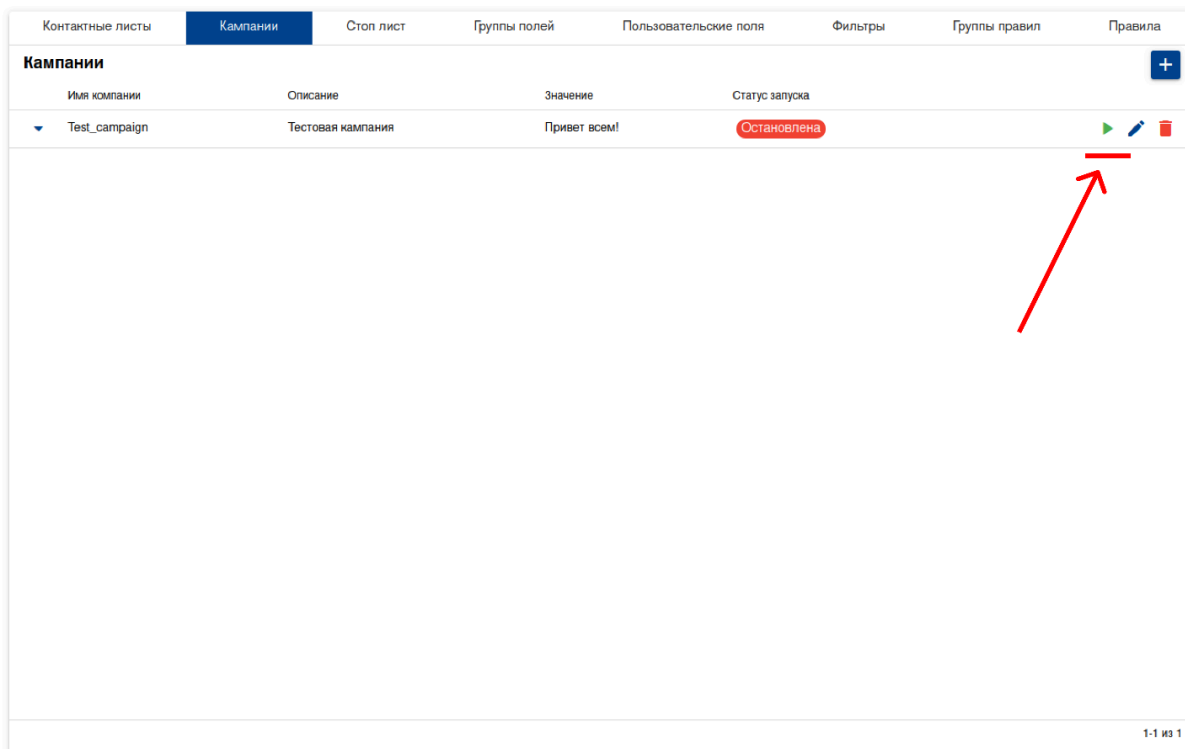 Контактные листы Кампании Стоп лист Группы полей Пользовательские поля Фильтры Группы правил Правила
Кампании
Имя компании Описание Значение Статус запуска
Test_campaign Тестовая кампания Привет всем! Остановлена
1-1 из 1